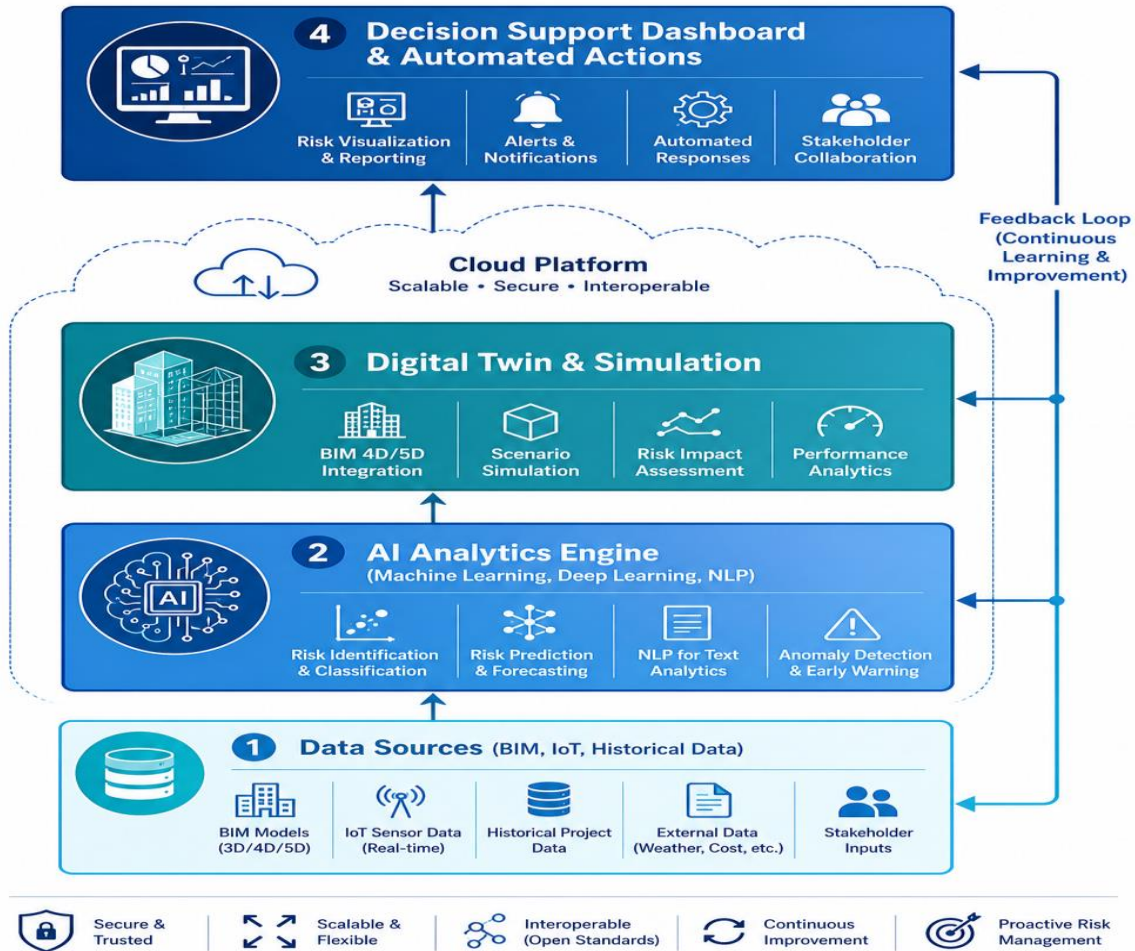 4 Decision Support Dashboard
& Automated Actions
Risk Visualization
& Reporting
Alerts &
Notifications
Automated
Responses
Stakeholder
Collaboration
Feedback Loop
(Continuous
Learning &
Improvement)
Cloud Platform
Scalable • Secure • Interoperable
3 Digital Twin & Simulation
BIM 4D/5D
Integration
Scenario
Simulation
Risk Impact
Assessment
Performance
Analytics
2 AI Analytics Engine
(Machine Learning, Deep Learning, NLP)
AI
Risk Identification
& Classification
Risk Prediction
& Forecasting
NLP for Text
Analytics
Anomaly Detection
& Early Warning
1 Data Sources (BIM, IoT, Historical Data)
BIM Models
(3D/4D/5D)
IoT Sensor Data
(Real-time)
Historical Project
Data
External Data
(Weather, Cost, etc.)
Stakeholder
Inputs
Secure &
Trusted
Scalable &
Flexible
Interoperable
(Open Standards)
Continuous
Improvement
Proactive Risk
Management